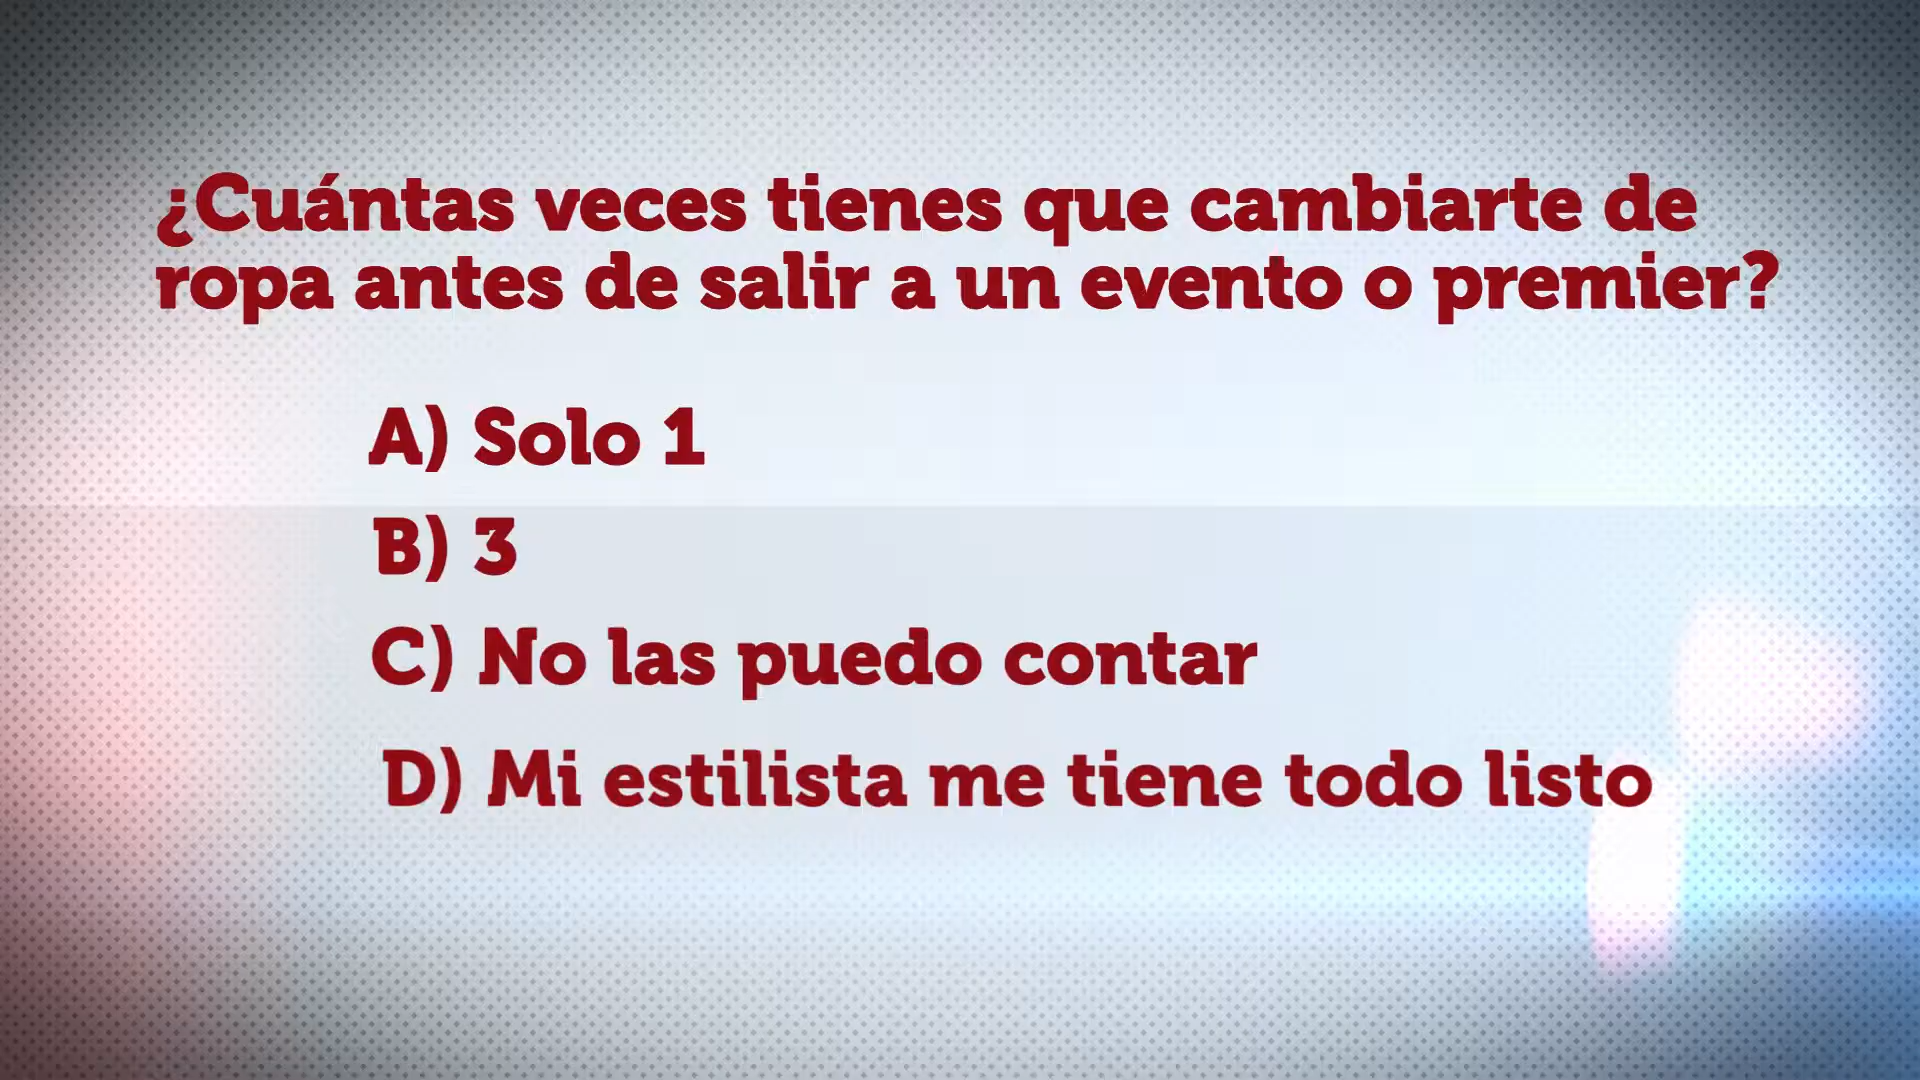 ¿Cuántas veces tienes que cambiarte de
ropa antes de salir a un evento o premier?
A) Solo 1
B) 3
C) No las puedo contar
D) Mi estilista me tiene todo listo